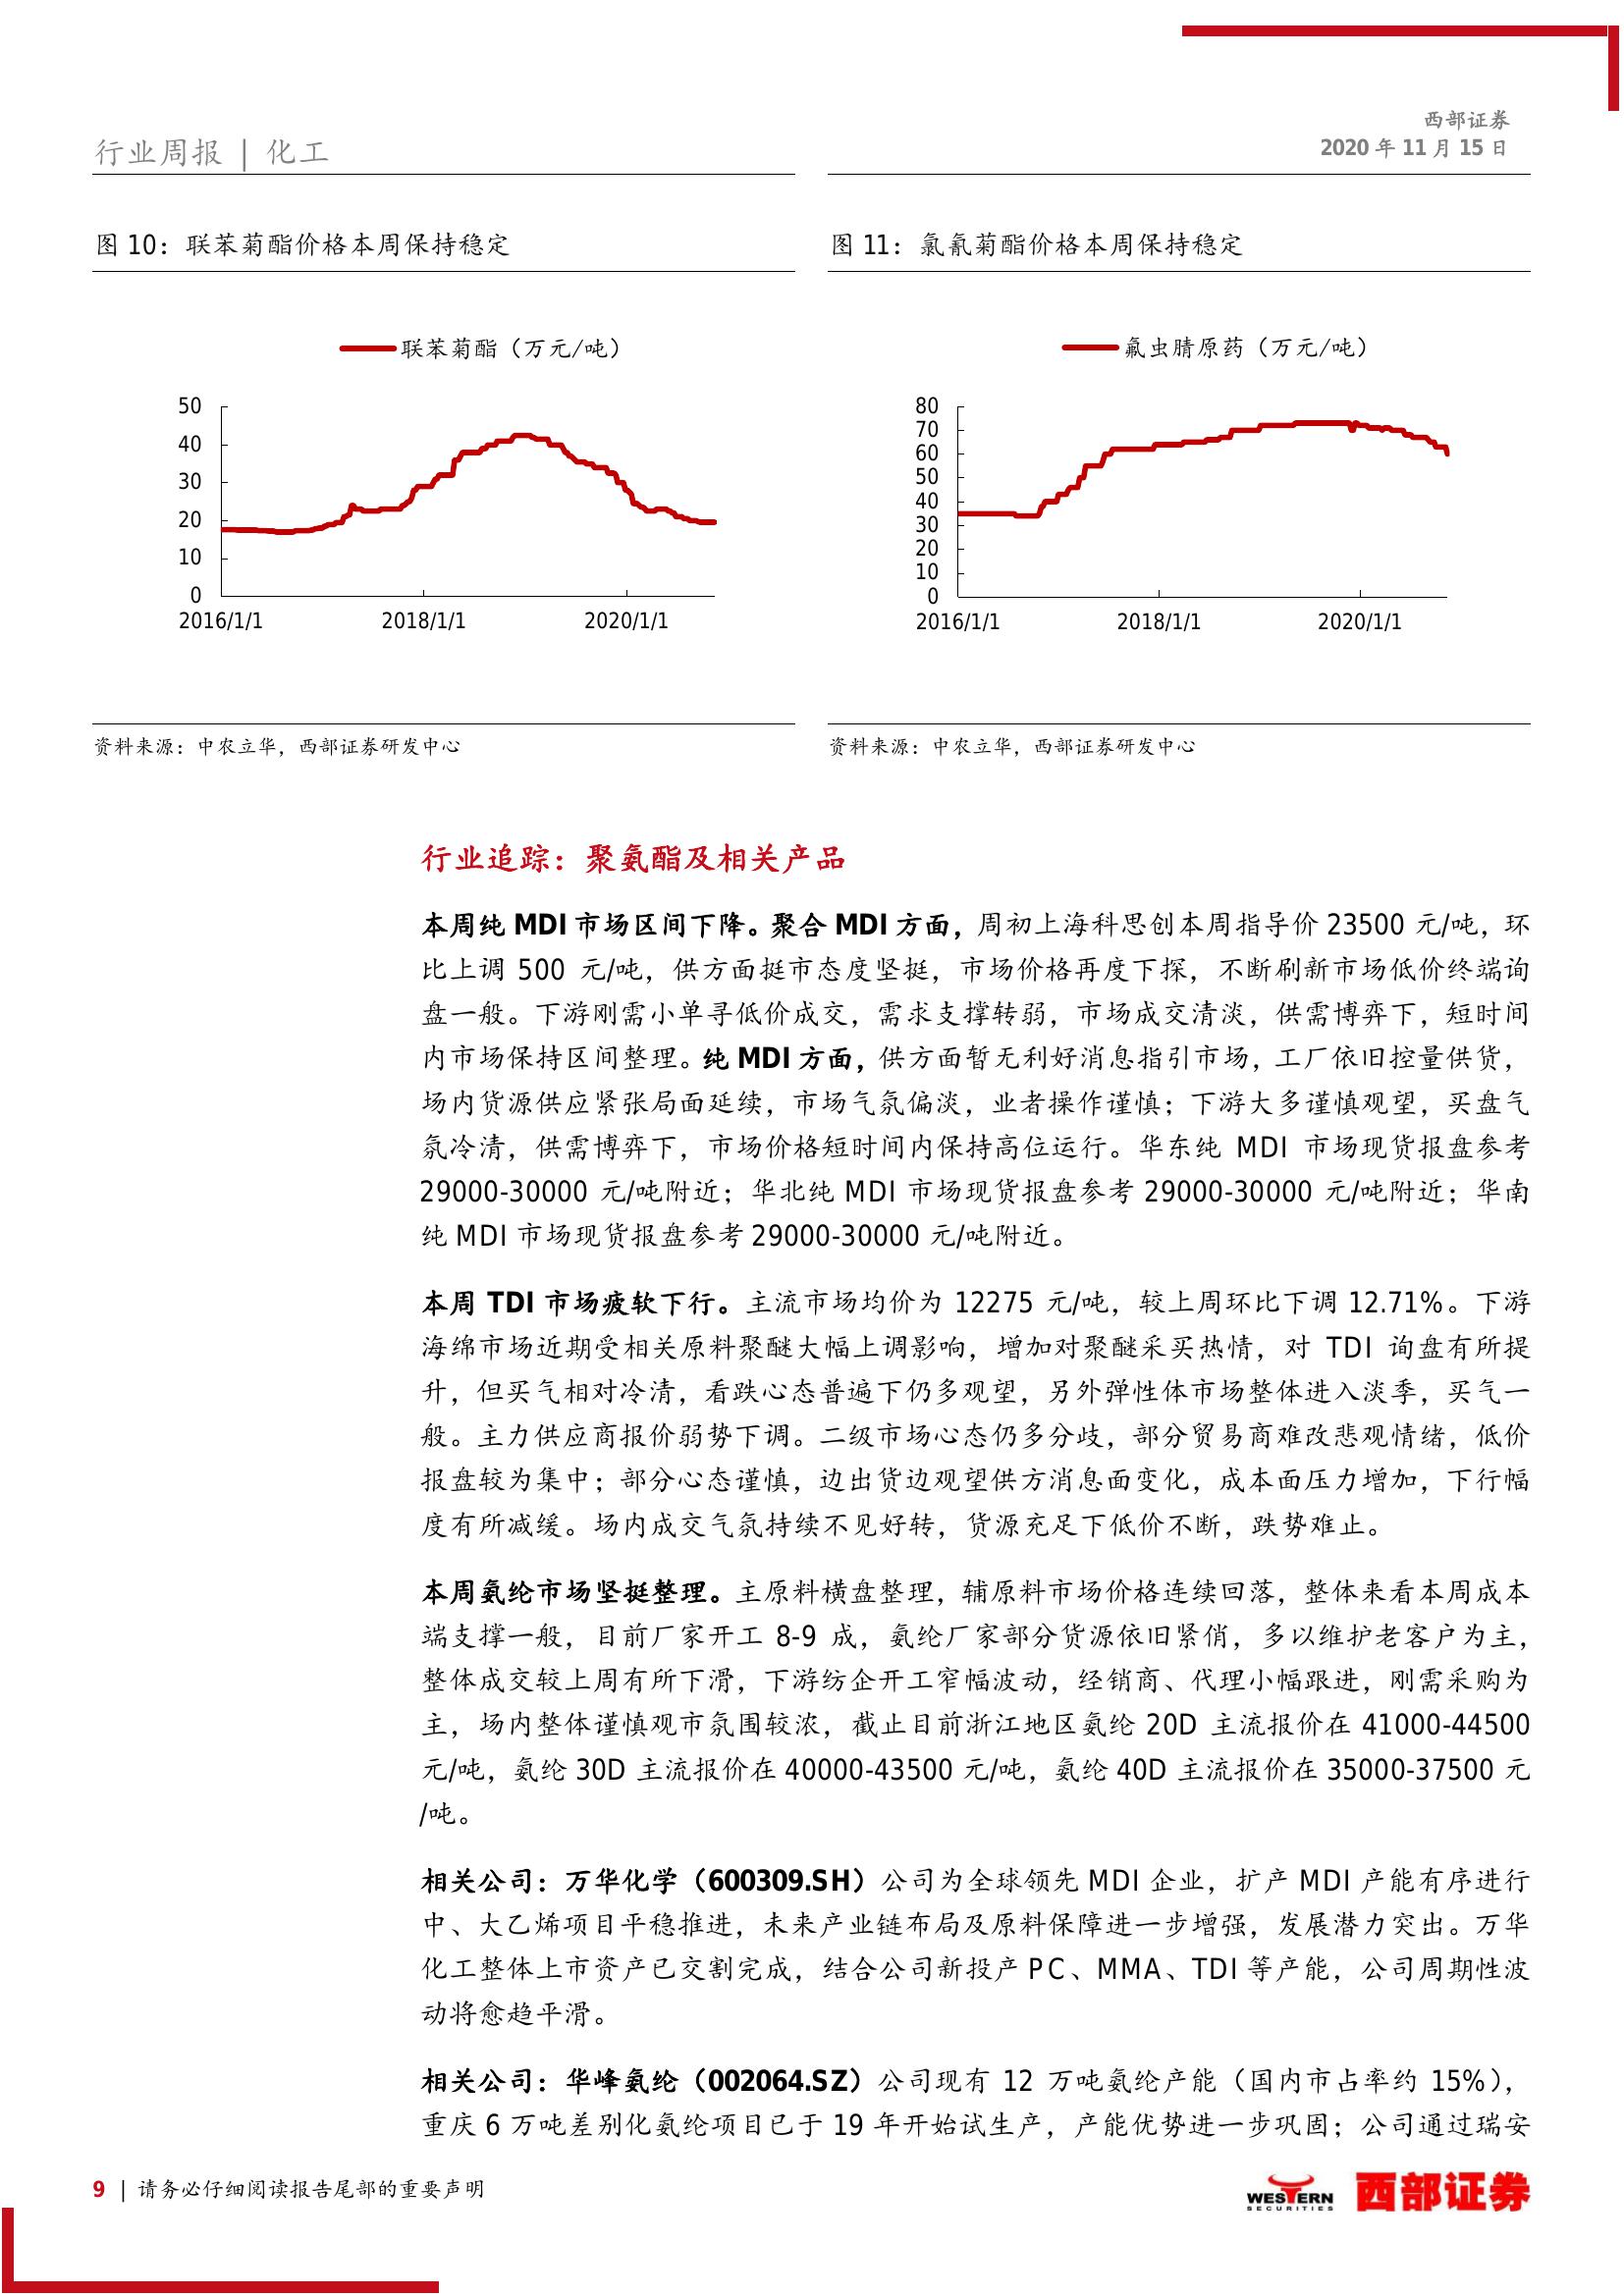 行业周报 | 化工
西部证券
2020 年 11 月 15 日
图 10：联苯菊酯价格本周保持稳定
联苯菊酯（万元/吨）
50
40
30
20
10
0
2016/1/1 2018/1/1 2020/1/1
资料来源：中农立华，西部证券研发中心
图 11：氯氰菊酯价格本周保持稳定
氟虫腈原药（万元/吨）
80
70
60
50
40
30
20
10
0
2016/1/1 2018/1/1 2020/1/1
资料来源：中农立华，西部证券研发中心
行业追踪：聚氨酯及相关产品
本周纯 MDI 市场区间下降。聚合 MDI 方面，周初上海科思创本周指导价 23500 元/吨，环
比上调 500 元/吨，供方面挺市态度坚挺，市场价格再度下探，不断刷新市场低价终端询
盘一般。下游刚需小单寻低价成交，需求支撑转弱，市场成交清淡，供需博弈下，短时间
内市场保持区间整理。纯 MDI 方面，供方面暂无利好消息指引市场，工厂依旧控量供货，
场内货源供应紧张局面延续，市场气氛偏淡，业者操作谨慎；下游大多谨慎观望，买盘气
氛冷清，供需博弈下，市场价格短时间内保持高位运行。华东纯 MDI 市场现货报盘参考
29000-30000 元/吨附近；华北纯 MDI 市场现货报盘参考 29000-30000 元/吨附近；华南
纯 MDI 市场现货报盘参考 29000-30000 元/吨附近。
本周 TDI 市场疲软下行。主流市场均价为 12275 元/吨，较上周环比下调 12.71%。下游
海绵市场近期受相关原料聚醚大幅上调影响，增加对聚醚采买热情，对 TDI 询盘有所提
升，但买气相对冷清，看跌心态普遍下仍多观望，另外弹性体市场整体进入淡季，买气一
般。主力供应商报价弱势下调。二级市场心态仍多分歧，部分贸易商难改悲观情绪，低价
报盘较为集中；部分心态谨慎，边出货边观望供方消息面变化，成本面压力增加，下行幅
度有所减缓。场内成交气氛持续不见好转，货源充足下低价不断，跌势难止。
本周氨纶市场坚挺整理。主原料横盘整理，辅原料市场价格连续回落，整体来看本周成本
端支撑一般，目前厂家开工 8-9 成，氨纶厂家部分货源依旧紧俏，多以维护老客户为主，
整体成交较上周有所下滑，下游纺企开工窄幅波动，经销商、代理小幅跟进，刚需采购为
主，场内整体谨慎观市氛围较浓，截止目前浙江地区氨纶 20D 主流报价在 41000-44500
元/吨，氨纶 30D 主流报价在 40000-43500 元/吨，氨纶 40D 主流报价在 35000-37500 元
/吨。
相关公司：万华化学（600309.SH）公司为全球领先 MDI 企业，扩产 MDI 产能有序进行
中、大乙烯项目平稳推进，未来产业链布局及原料保障进一步增强，发展潜力突出。万华
化工整体上市资产已交割完成，结合公司新投产 PC、MMA、TDI 等产能，公司周期性波
动将愈趋平滑。
相关公司：华峰氨纶（002064.SZ）公司现有 12 万吨氨纶产能（国内市占率约 15%），
重庆 6 万吨差别化氨纶项目已于 19 年开始试生产，产能优势进一步巩固；公司通过瑞安
9 | 请务必仔细阅读报告尾部的重要声明
WESTERN
SECURITIES
西部证券